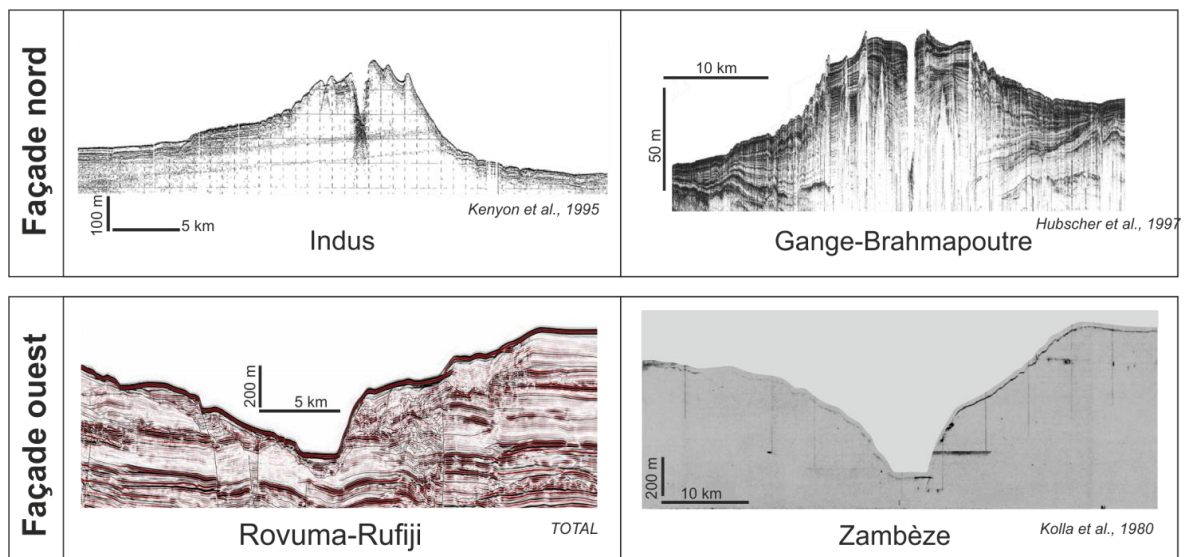 Façade nord
100 m
5 km
Kenyon et al., 1995
Indus
10 km
50 m
Hubscher et al., 1997
Gange-Brahmapoutre
Façade ouest
200 m
5 km
Rovuma-Rufiji
TOTAL
200 m
10 km
Zambèze
Kolla et al., 1980